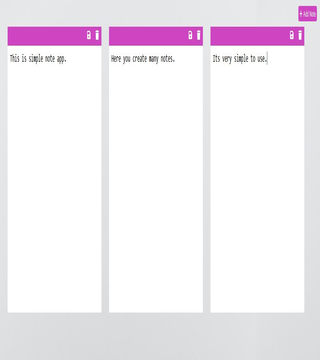 + Add Note
This is simple note app.
Here you create many notes.
Its very simple to use.